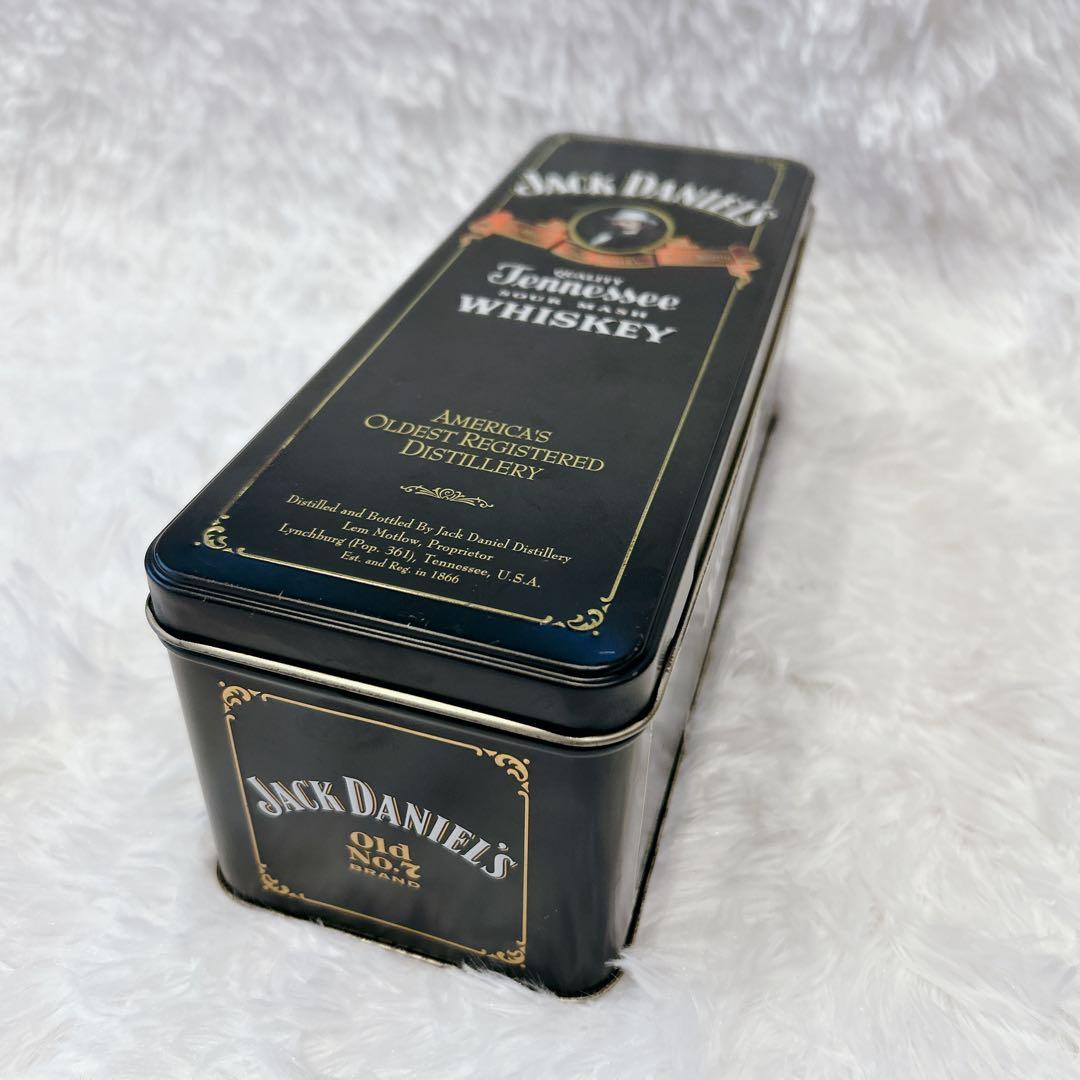 JACK DANIEL'S
QUALITY
Tennessee
SOUR MASH
WHISKEY
AMERICA'S
OLDEST REGISTERED
DISTILLERY
Distilled and Bottled By Jack Daniel Distillery
Lem Motlow, Proprietor
Lynchburg (Pop. 361), Tennessee, U.S.A.
Est. and Reg. in 1866
JACK DANIEL'S
Old
No.7
BRAND